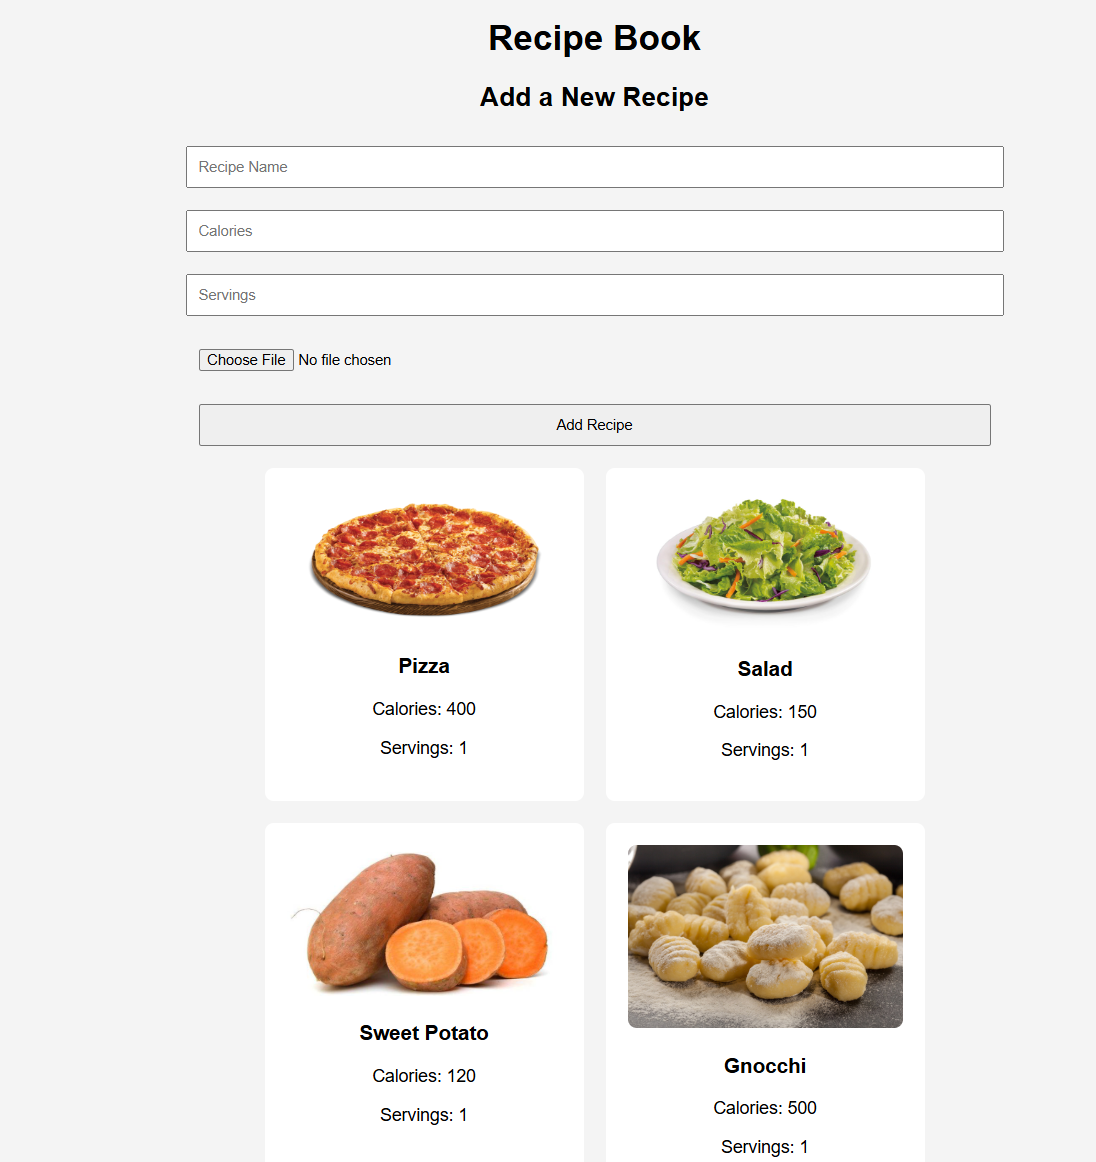 Recipe Book
Add a New Recipe
Recipe Name
Calories
Servings
Choose File No file chosen
Add Recipe
Pizza
Calories: 400
Servings: 1
Salad
Calories: 150
Servings: 1
Sweet Potato
Calories: 120
Servings: 1
Gnocchi
Calories: 500
Servings: 1